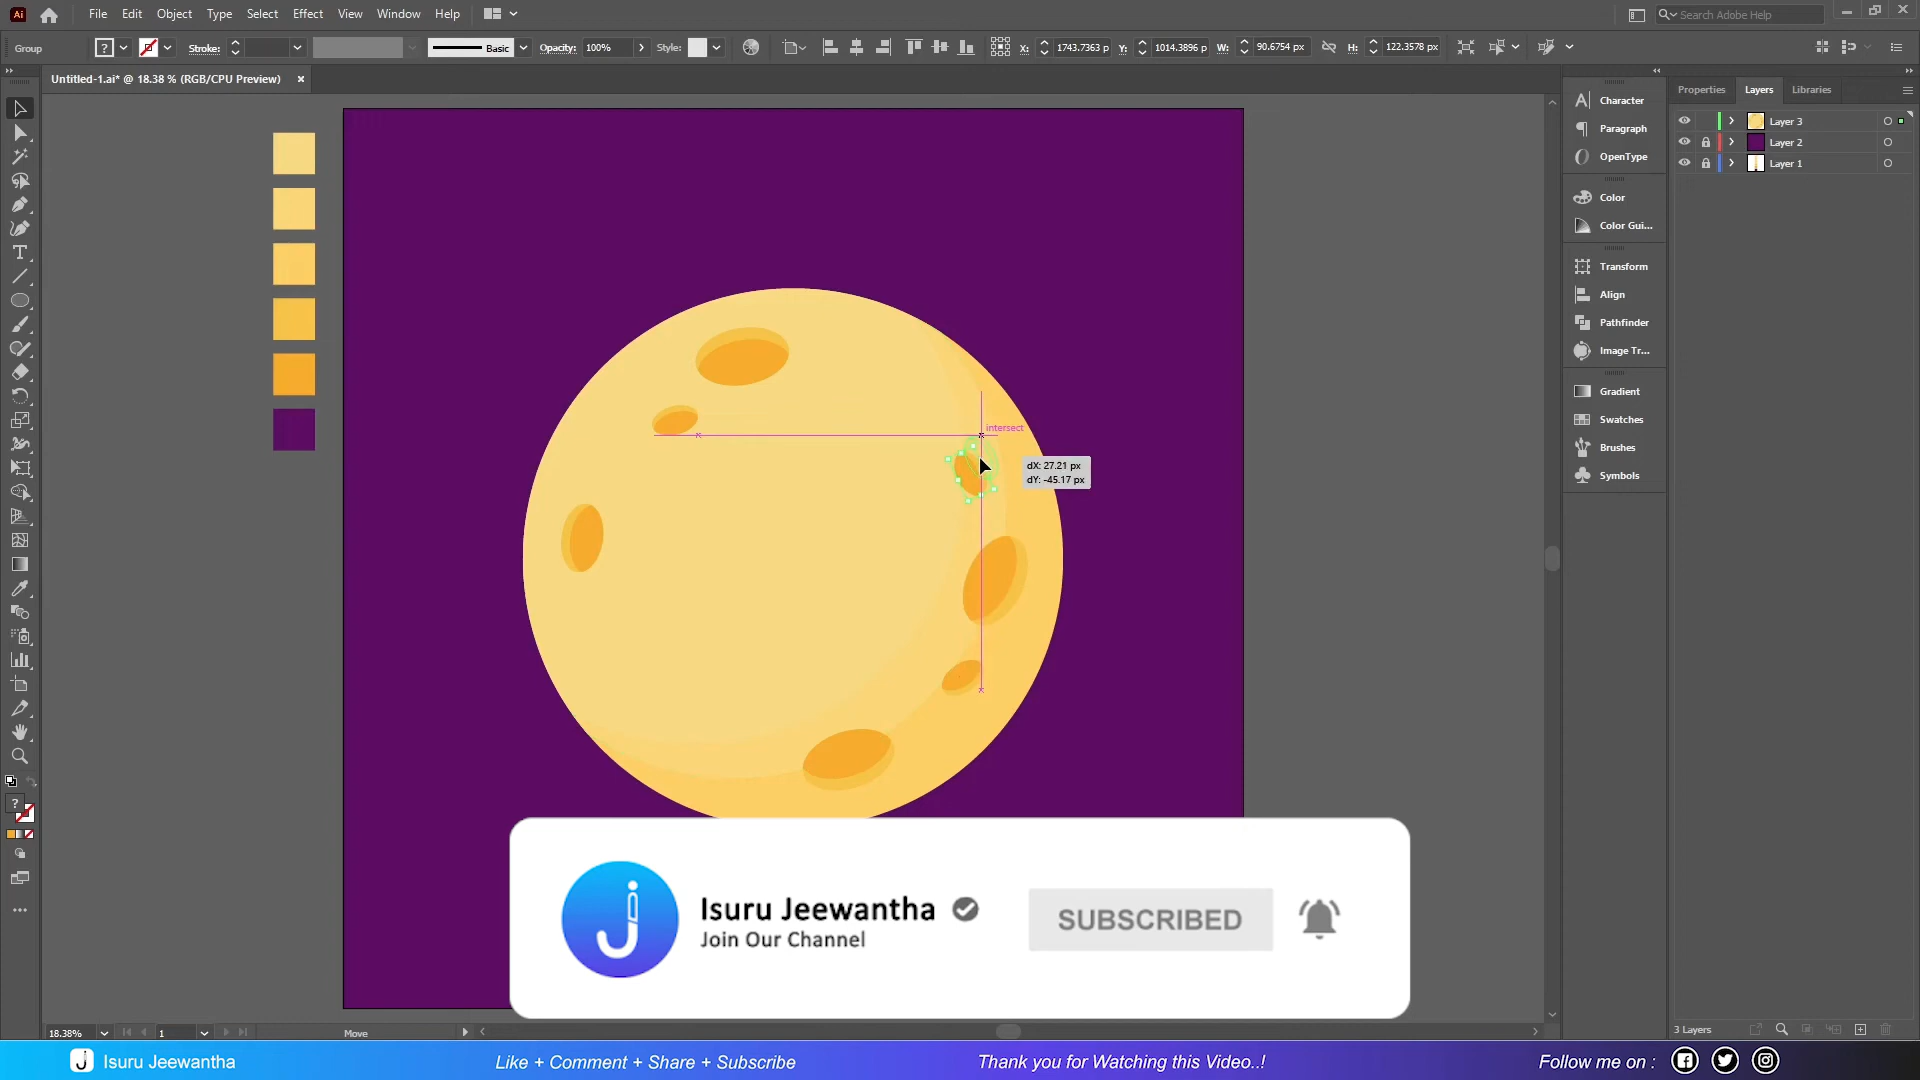 Ai File Edit Object Type Select Effect View Window Help Search Adobe Help
Group ? Stroke: Basic Opacity: 100% Style: X: 1743.7363 p Y: 1014.3896 p W: 90.6754 px H: 122.3578 px
Untitled-1.ai* @ 18.38 % (RGB/CPU Preview) ×
Properties Layers Libraries
Layer 3
Layer 2
Layer 1
Character
Paragraph
OpenType
Color
Color Gui...
Transform
Align
Pathfinder
Image Tr...
Gradient
Swatches
Brushes
Symbols
intersect
dX: 27.21 px
dY: -45.17 px
?
Isuru Jeewantha
Join Our Channel
SUBSCRIBED
18.38% 1 Move
3 Layers
Isuru Jeewantha Like + Comment + Share + Subscribe Thank you for Watching this Video..! Follow me on :